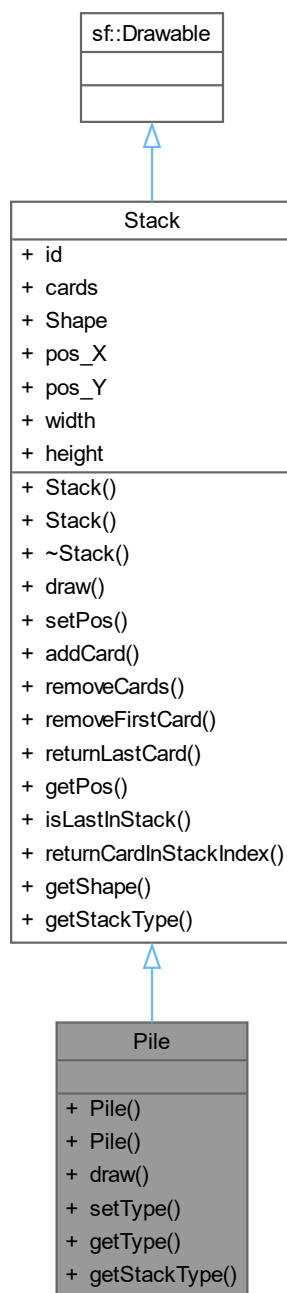 sf::Drawable
Stack
+ id
+ cards
+ Shape
+ pos_X
+ pos_Y
+ width
+ height
+ Stack()
+ Stack()
+ ~Stack()
+ draw()
+ setPos()
+ addCard()
+ removeCards()
+ removeFirstCard()
+ returnLastCard()
+ getPos()
+ isLastInStack()
+ returnCardInStackIndex()
+ getShape()
+ getStackType()
Pile
+ Pile()
+ Pile()
+ draw()
+ setType()
+ getType()
+ getStackType()